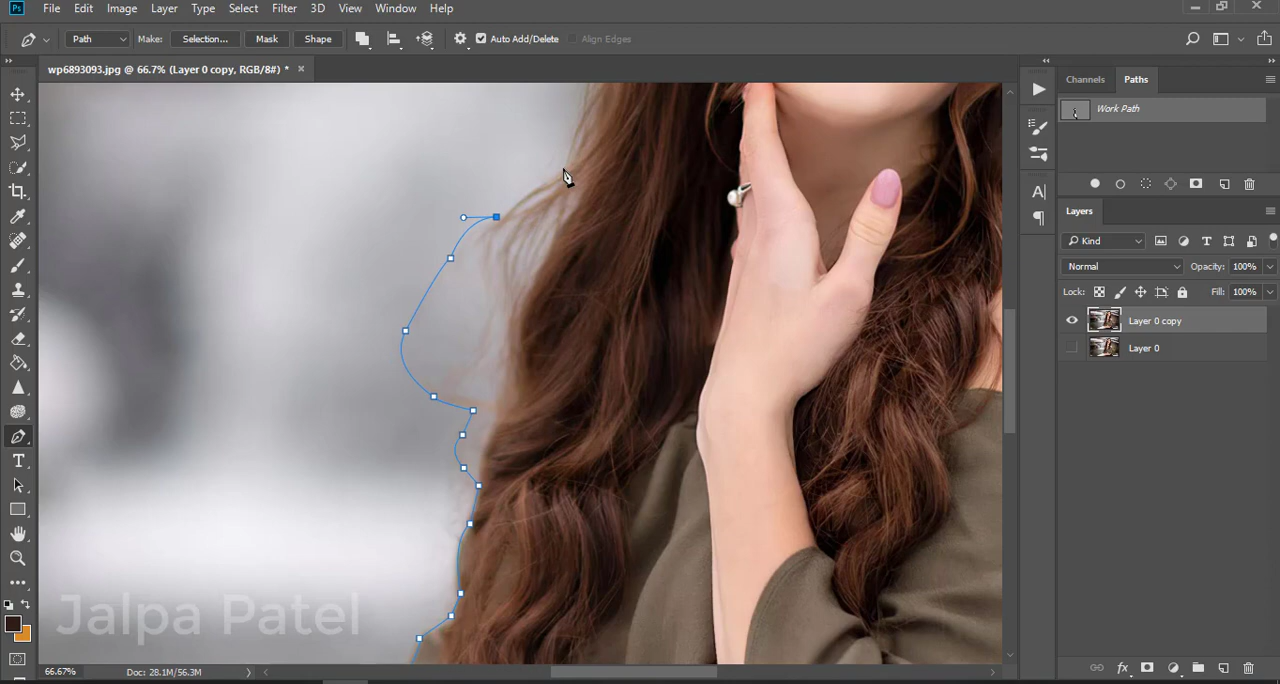 Ps File Edit Image Layer Type Select Filter 3D View Window Help
Path Make: Selection... Mask Shape Auto Add/Delete Align Edges
wp6893093.jpg @ 66.7% (Layer 0 copy, RGB/8#) * ×
Channels Paths
Work Path
Layers
Kind
Normal Opacity: 100%
Lock: Fill: 100%
Layer 0 copy
Layer 0
Jalpa Patel
66.67% Doc: 28.1M/56.3M